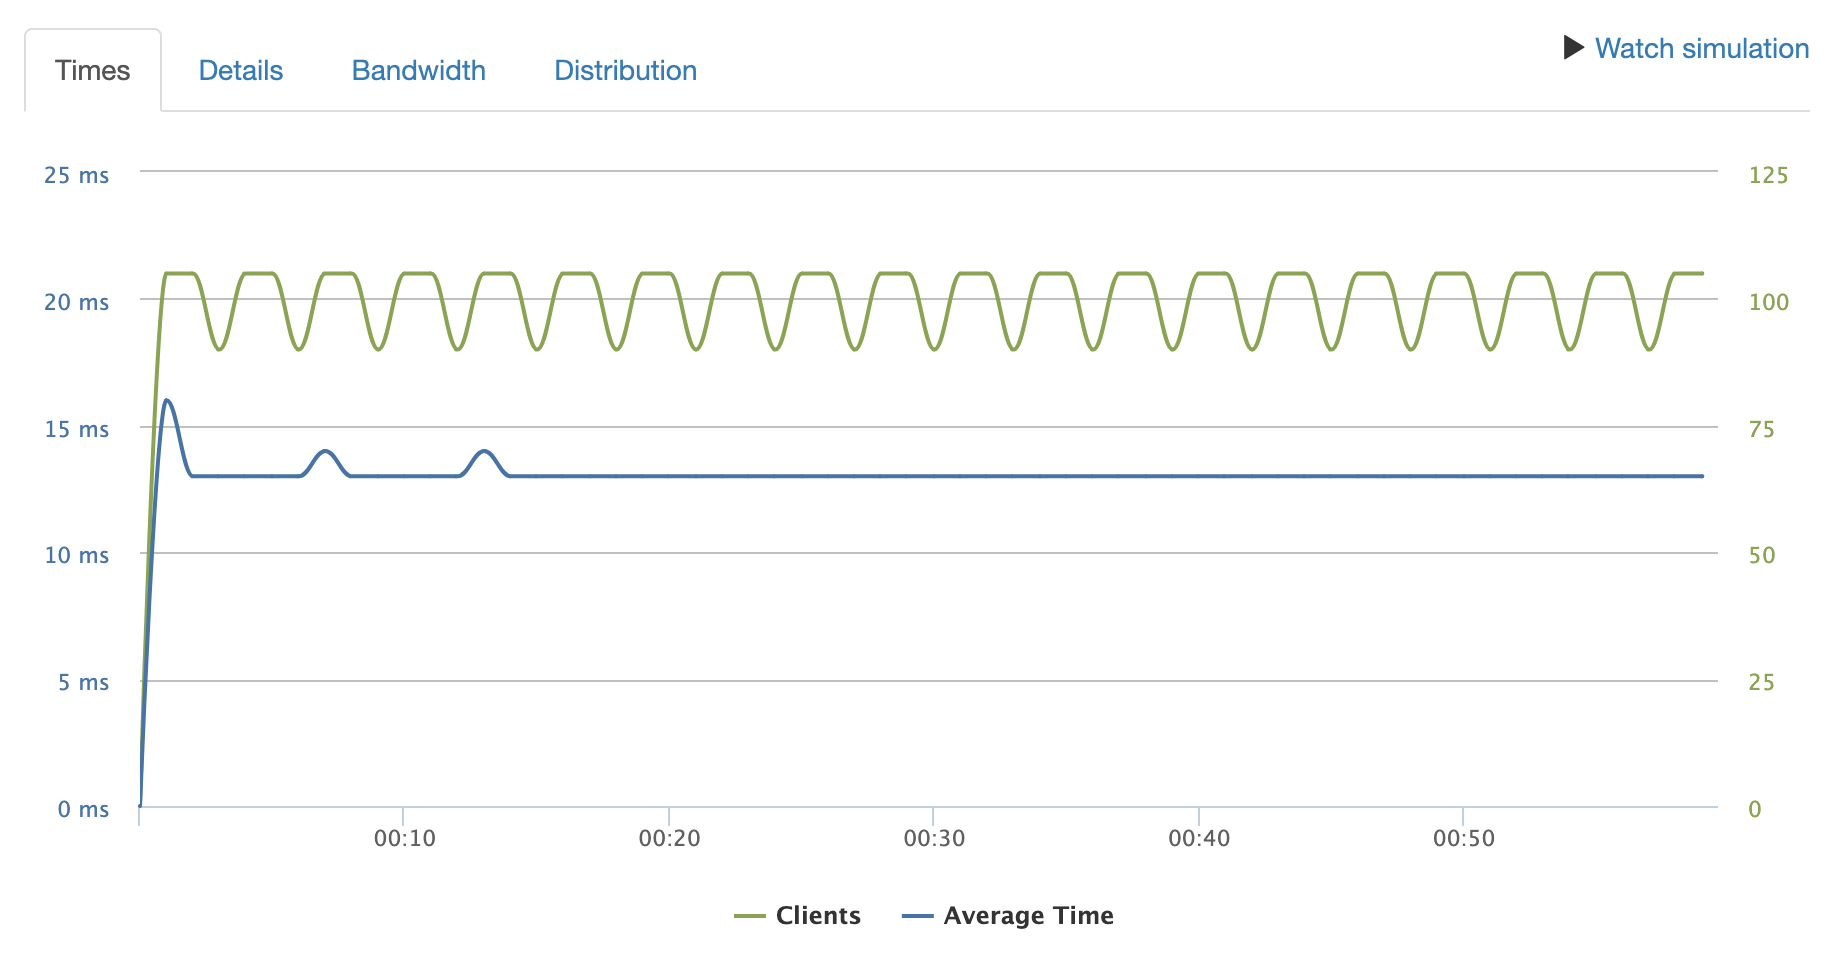 Times Details Bandwidth Distribution
Watch simulation
25 ms 125
20 ms 100
15 ms 75
10 ms 50
5 ms 25
0 ms 0
00:10 00:20 00:30 00:40 00:50
Clients Average Time